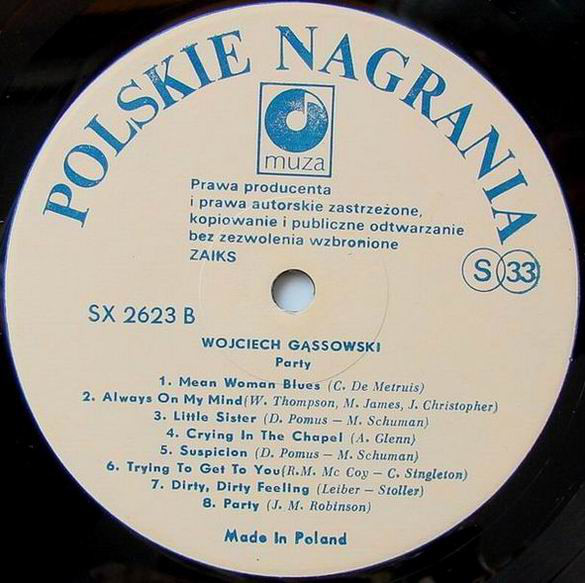 POLSKIE NAGRANIA
muza
Prawa producenta
i prawa autorskie zastrzeżone,
kopiowanie i publiczne odtwarzanie
bez zezwolenia wzbronione
ZAIKS
S 33
SX 2623 B
WOJCIECH GĄSSOWSKI
Party
1. Mean Woman Blues (C. De Metruis)
2. Always On My Mind(W. Thompson, M. James, J. Christopher)
3. Little Sister (D. Pomus – M. Schuman)
4. Crying In The Chapel (A. Glenn)
5. Suspicion (D. Pomus – M. Schuman)
6. Trying To Get To You(R.M. Mc Coy – C. Singleton)
7. Dirty, Dirty Feeling (Leiber – Stoller)
8. Party (J. M. Robinson)
Made In Poland